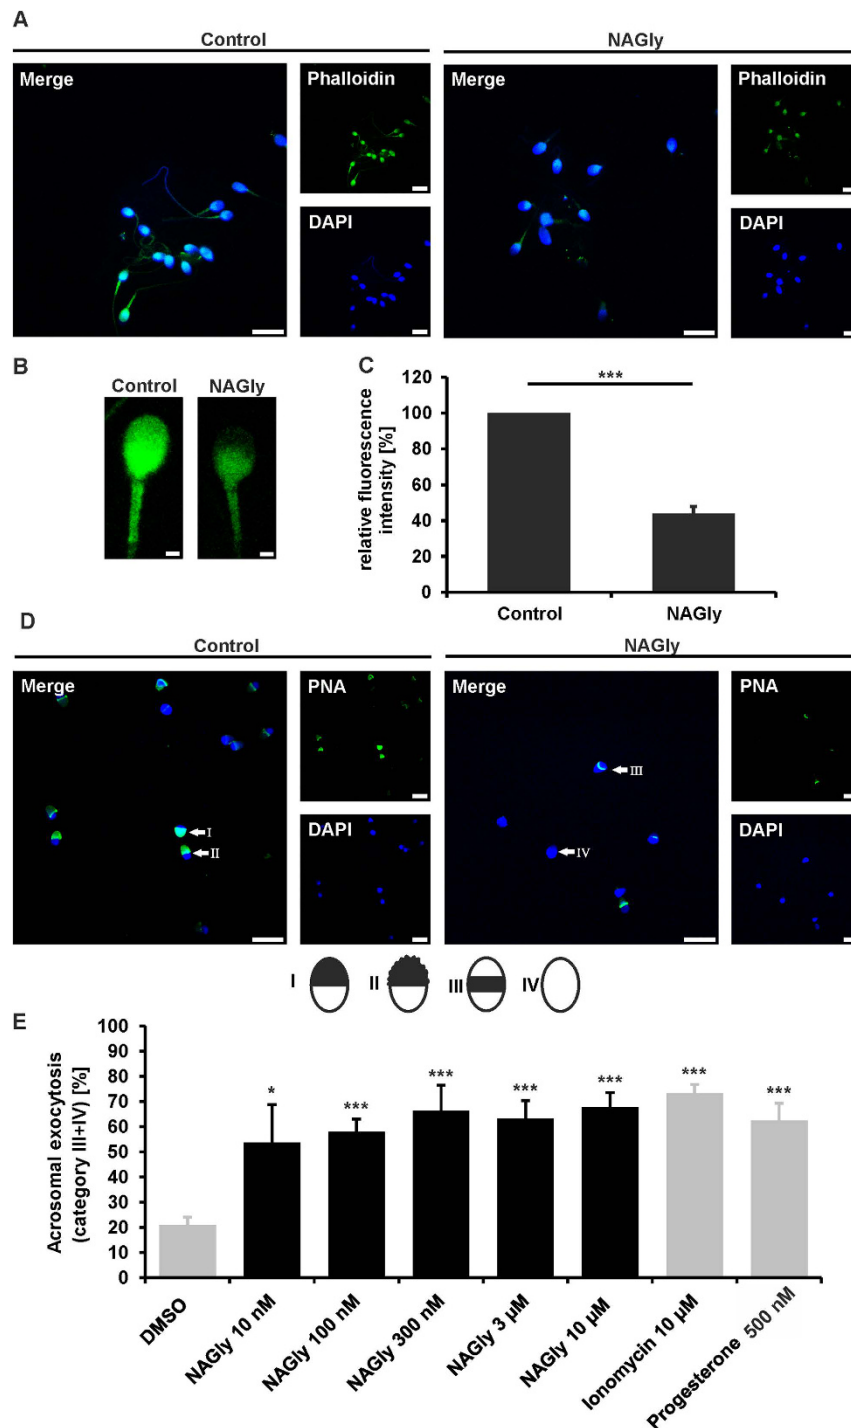 A
Control
NAGly
Merge
Phalloidin
DAPI
Merge
Phalloidin
DAPI
B
Control
NAGly
C
120
100
80
60
40
20
0
relative fluorescence
intensity [%]
***
Control
NAGly
D
Control
NAGly
Merge
PNA
DAPI
I
II
Merge
PNA
DAPI
III
IV
I
II
III
IV
E
Acrosomal exocytosis
(category III+IV) [%]
100
90
80
70
60
50
40
30
20
10
0
*
***
***
***
***
***
***
DMSO
NAGly 10 nM
NAGly 100 nM
NAGly 300 nM
NAGly 3 µM
NAGly 10 µM
Ionomycin 10 µM
Progesterone 500 nM